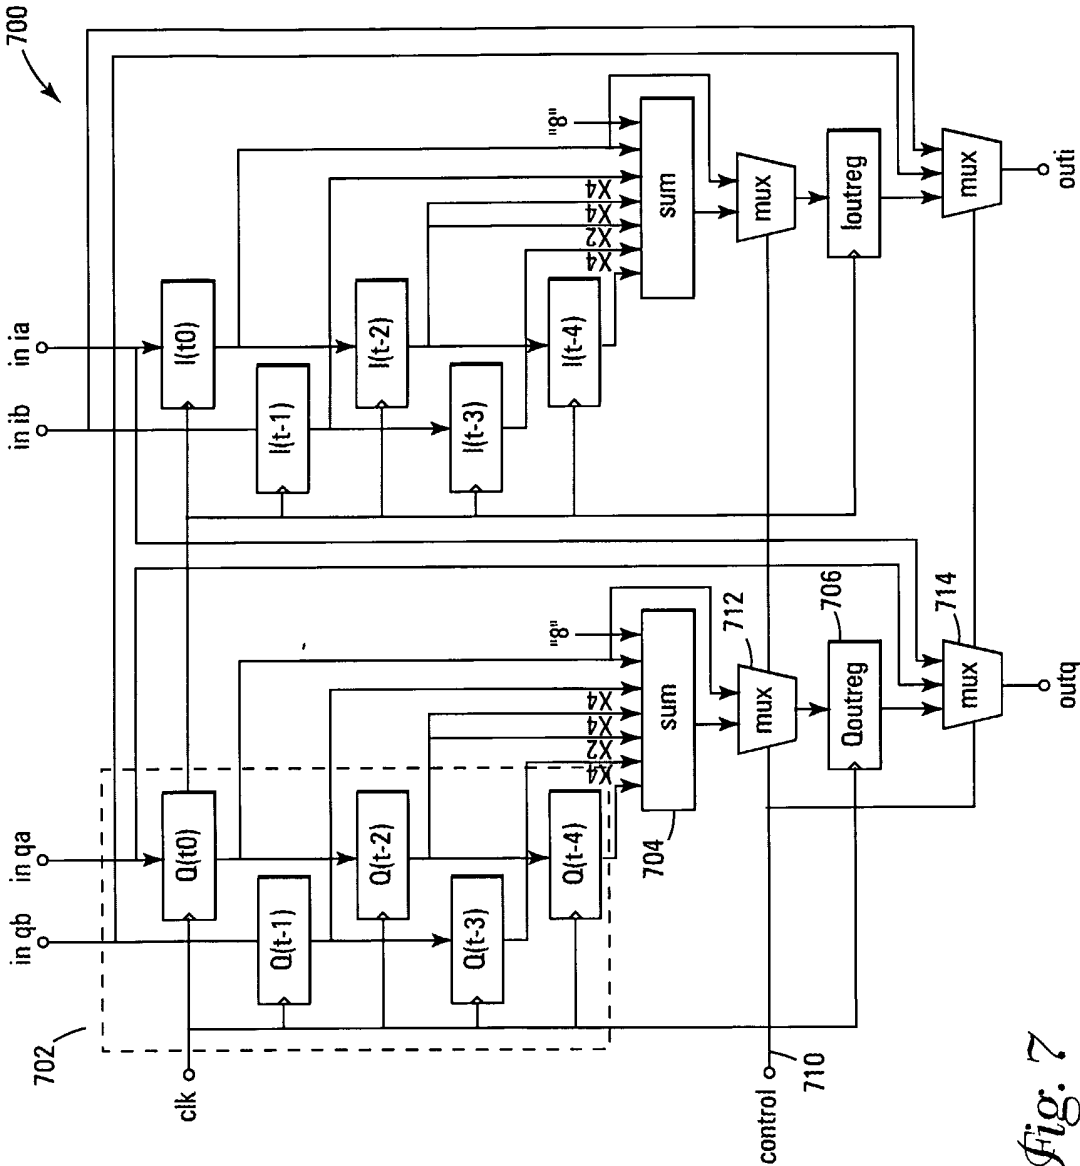 700
in ia
in ib
I(t0)
I(t-1)
I(t-2)
I(t-3)
I(t-4)
"8"
X4
X4
X2
X4
sum
mux
Ioutreg
mux
outi
702
in qa
in qb
clk
Q(t0)
Q(t-1)
Q(t-2)
Q(t-3)
Q(t-4)
"8"
X4
X4
X2
X4
704
sum
712
mux
control
710
706
Qoutreg
714
mux
outq
Fig. 7